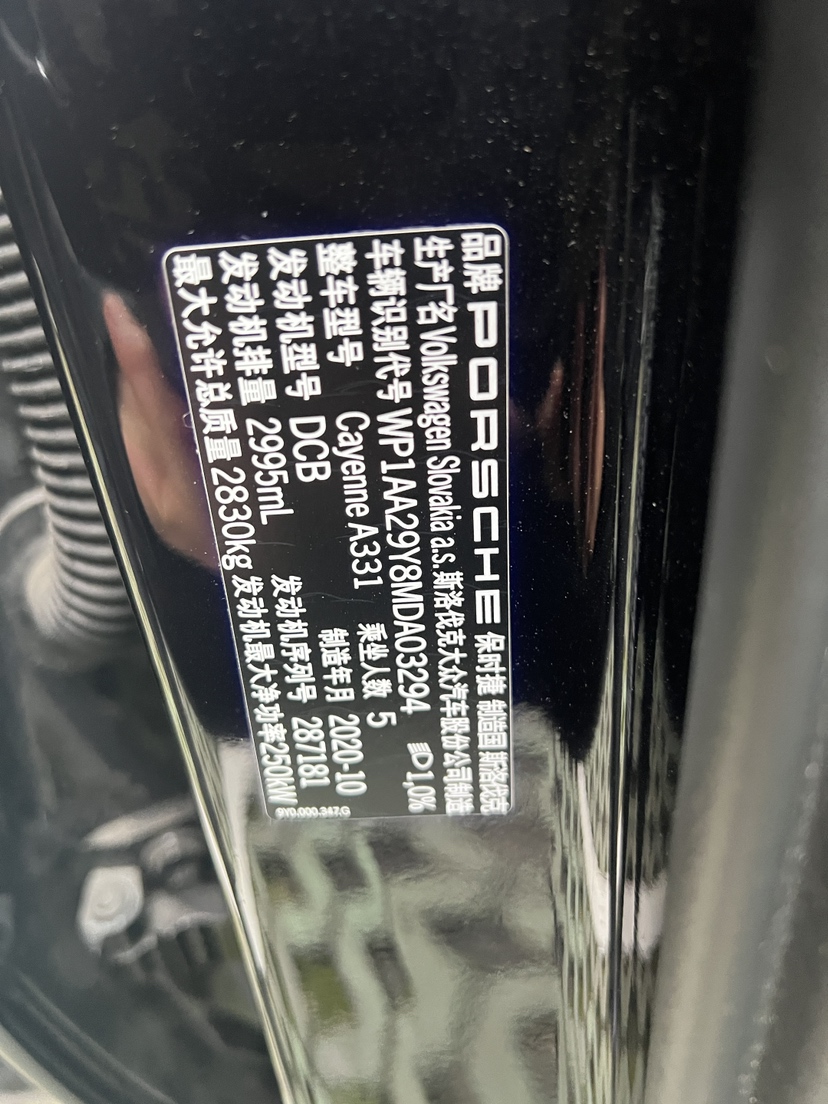 品牌 PORSCHE 保时捷 制造国 斯洛伐克
生产厂名 Volkswagen Slovakia a.s.斯洛伐克大众汽车股份公司制造
车辆识别代号 WP1AA29Y8MDA03294 1,0%
整车型号 Cayenne A331 乘坐人数 5
发动机型号 DCB 制造年月 2020-10
发动机排量 2995mL 发动机序列号 287181
最大允许总质量 2830kg 发动机最大净功率250kW
9Y0.000.347.G